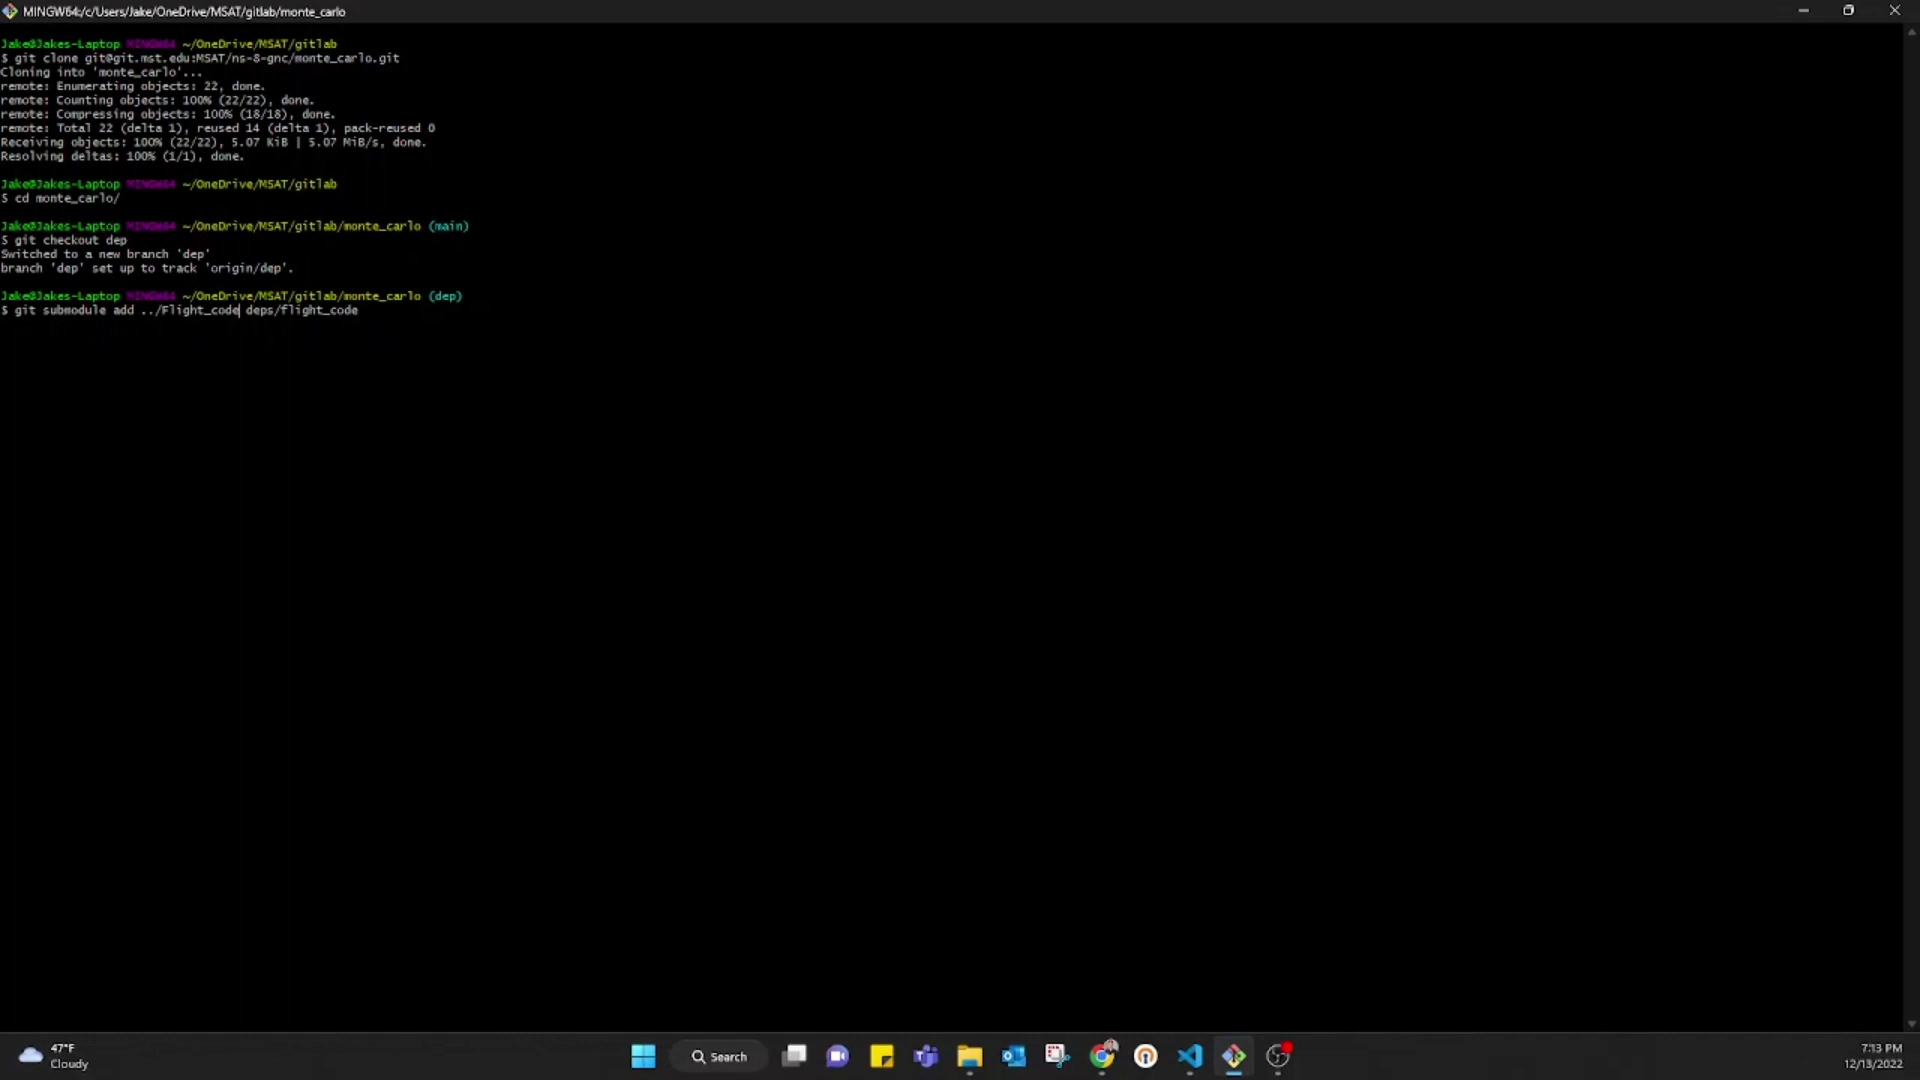 MINGW64:/c/Users/Jake/OneDrive/MSAT/gitlab/monte_carlo
Jake@Jakes-Laptop MINGW64 ~/OneDrive/MSAT/gitlab
$ git clone git@git.mst.edu:MSAT/ns-8-gnc/monte_carlo.git
Cloning into 'monte_carlo'...
remote: Enumerating objects: 22, done.
remote: Counting objects: 100% (22/22), done.
remote: Compressing objects: 100% (18/18), done.
remote: Total 22 (delta 1), reused 14 (delta 1), pack-reused 0
Receiving objects: 100% (22/22), 5.07 KiB | 5.07 MiB/s, done.
Resolving deltas: 100% (1/1), done.
Jake@Jakes-Laptop MINGW64 ~/OneDrive/MSAT/gitlab
$ cd monte_carlo/
Jake@Jakes-Laptop MINGW64 ~/OneDrive/MSAT/gitlab/monte_carlo (main)
$ git checkout dep
Switched to a new branch 'dep'
branch 'dep' set up to track 'origin/dep'.
Jake@Jakes-Laptop MINGW64 ~/OneDrive/MSAT/gitlab/monte_carlo (dep)
$ git submodule add ../Flight_code deps/flight_code
47°F
Cloudy
Search
7:13 PM
12/13/2022